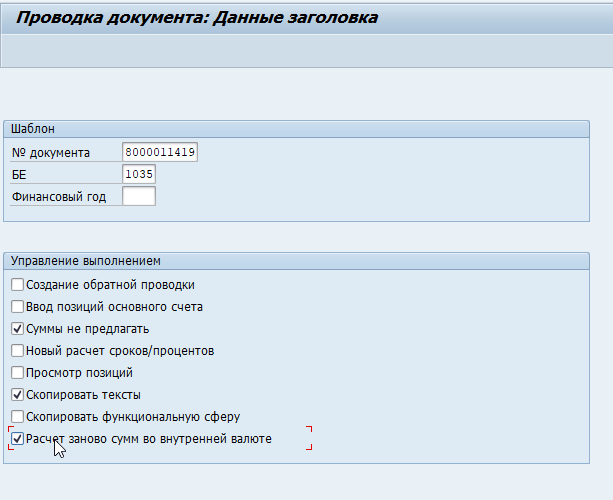 Проводка документа: Данные заголовка
Шаблон
№ документа 8000011419
БЕ 1035
Финансовый год
Управление выполнением
Создание обратной проводки
Ввод позиций основного счета
Суммы не предлагать
Новый расчет сроков/процентов
Просмотр позиций
Скопировать тексты
Скопировать функциональную сферу
Расчет заново сумм во внутренней валюте